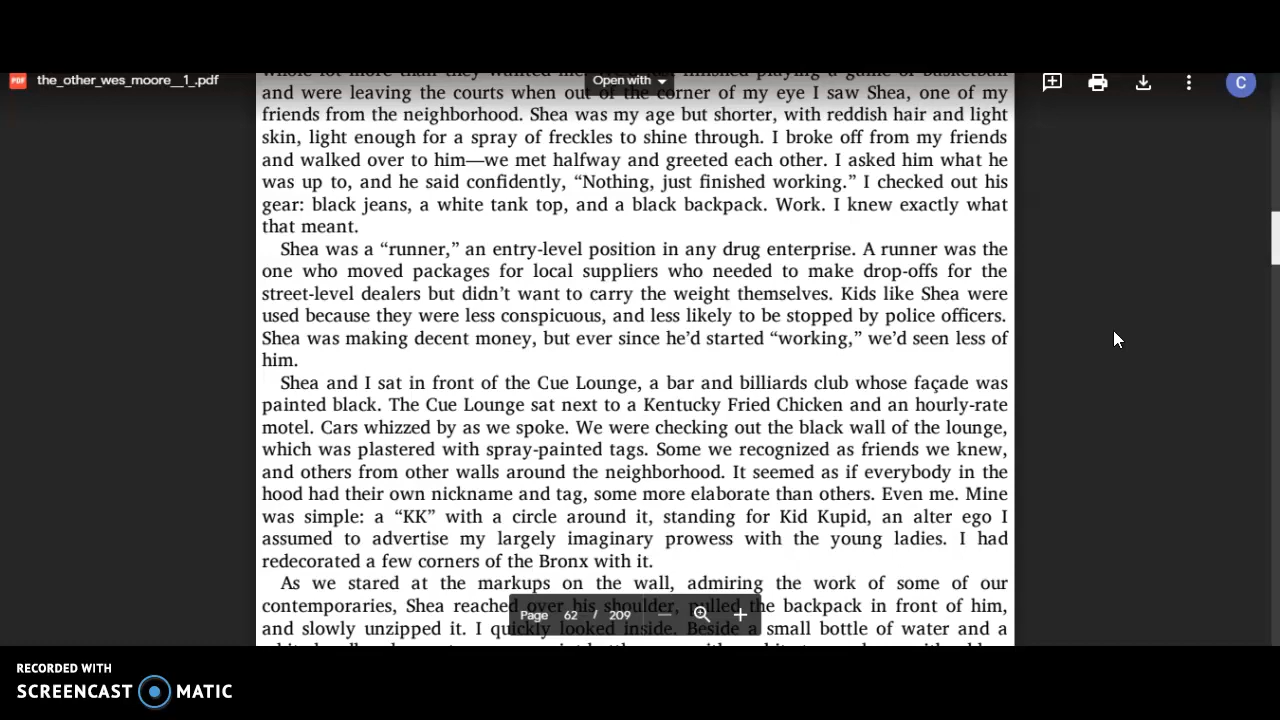 the_other_wes_moore__1_.pdf
Open with
C
whole lot more than they wanted me.
and were leaving the courts when out of the corner of my eye I saw Shea, one of my
friends from the neighborhood. Shea was my age but shorter, with reddish hair and light
skin, light enough for a spray of freckles to shine through. I broke off from my friends
and walked over to him—we met halfway and greeted each other. I asked him what he
was up to, and he said confidently, “Nothing, just finished working.” I checked out his
gear: black jeans, a white tank top, and a black backpack. Work. I knew exactly what
that meant.
Shea was a “runner,” an entry-level position in any drug enterprise. A runner was the
one who moved packages for local suppliers who needed to make drop-offs for the
street-level dealers but didn’t want to carry the weight themselves. Kids like Shea were
used because they were less conspicuous, and less likely to be stopped by police officers.
Shea was making decent money, but ever since he’d started “working,” we’d seen less of
him.
Shea and I sat in front of the Cue Lounge, a bar and billiards club whose façade was
painted black. The Cue Lounge sat next to a Kentucky Fried Chicken and an hourly-rate
motel. Cars whizzed by as we spoke. We were checking out the black wall of the lounge,
which was plastered with spray-painted tags. Some we recognized as friends we knew,
and others from other walls around the neighborhood. It seemed as if everybody in the
hood had their own nickname and tag, some more elaborate than others. Even me. Mine
was simple: a “KK” with a circle around it, standing for Kid Kupid, an alter ego I
assumed to advertise my largely imaginary prowess with the young ladies. I had
redecorated a few corners of the Bronx with it.
As we stared at the markups on the wall, admiring the work of some of our
contemporaries, Shea reached over his shoulder, pulled the backpack in front of him,
and slowly unzipped it. I quickly looked inside. Beside a small bottle of water and a
Page 62 / 209
RECORDED WITH
SCREENCAST MATIC